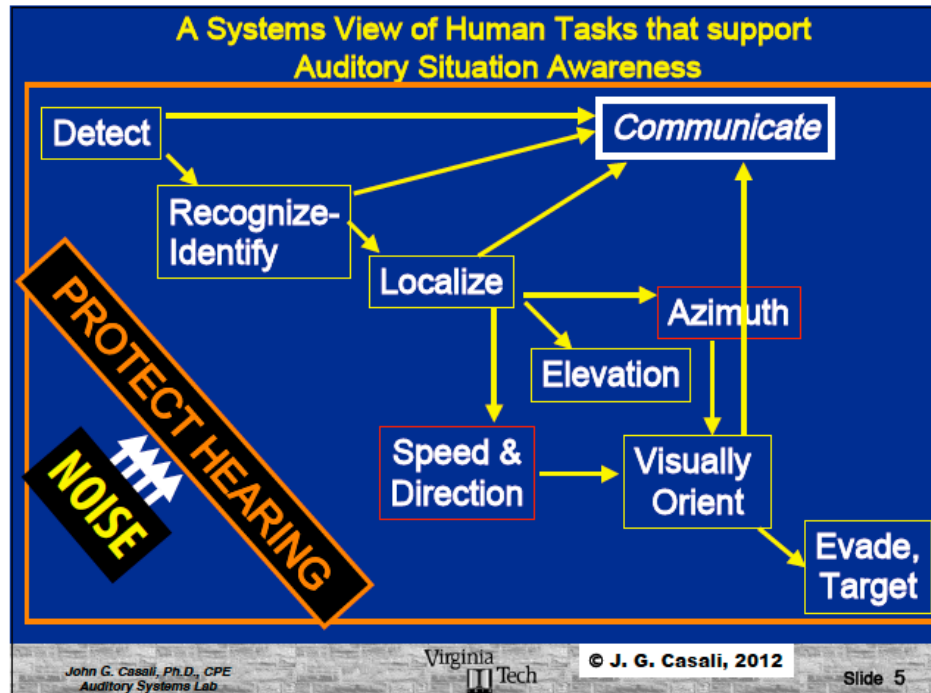 A Systems View of Human Tasks that support
Auditory Situation Awareness
Detect
Communicate
Recognize-
Identify
Localize
Azimuth
Elevation
Speed &
Direction
Visually
Orient
Evade,
Target
PROTECT HEARING
NOISE
John G. Casali, Ph.D., CPE
Auditory Systems Lab
Virginia
Tech
© J. G. Casali, 2012
Slide 5